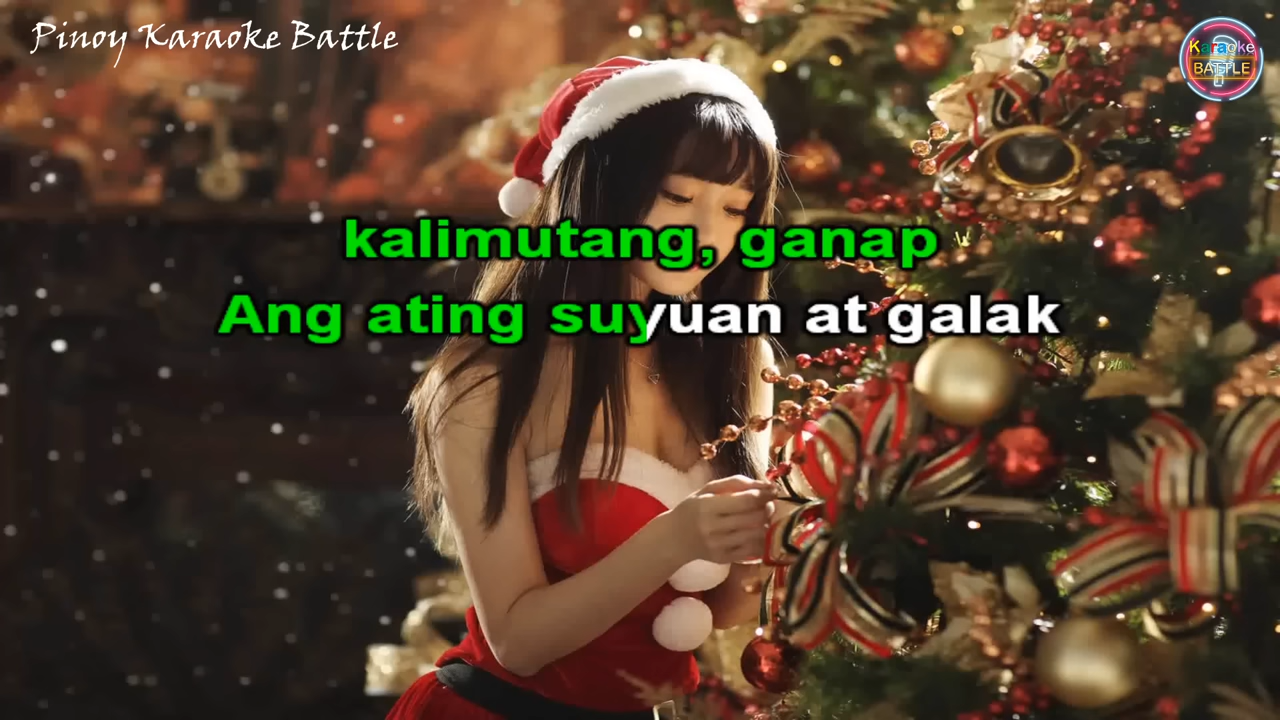 Pinoy Karaoke Battle
Karaoke
BATTLE
kalimutang, ganap
Ang ating suyuan at galak